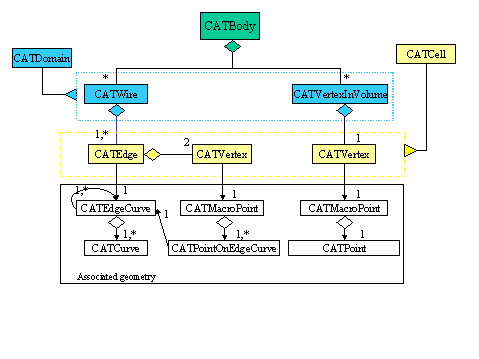 CATBody
CATDomain
CATCell
*
*
CATWire
CATVertexInVolume
1,*
2
1
CATEdge
CATVertex
CATVertex
1,*
1
1
1
CATEdgeCurve
CATMacroPoint
CATMacroPoint
1
1,*
1,*
1
CATCurve
CATPointOnEdgeCurve
CATPoint
Associated geometry